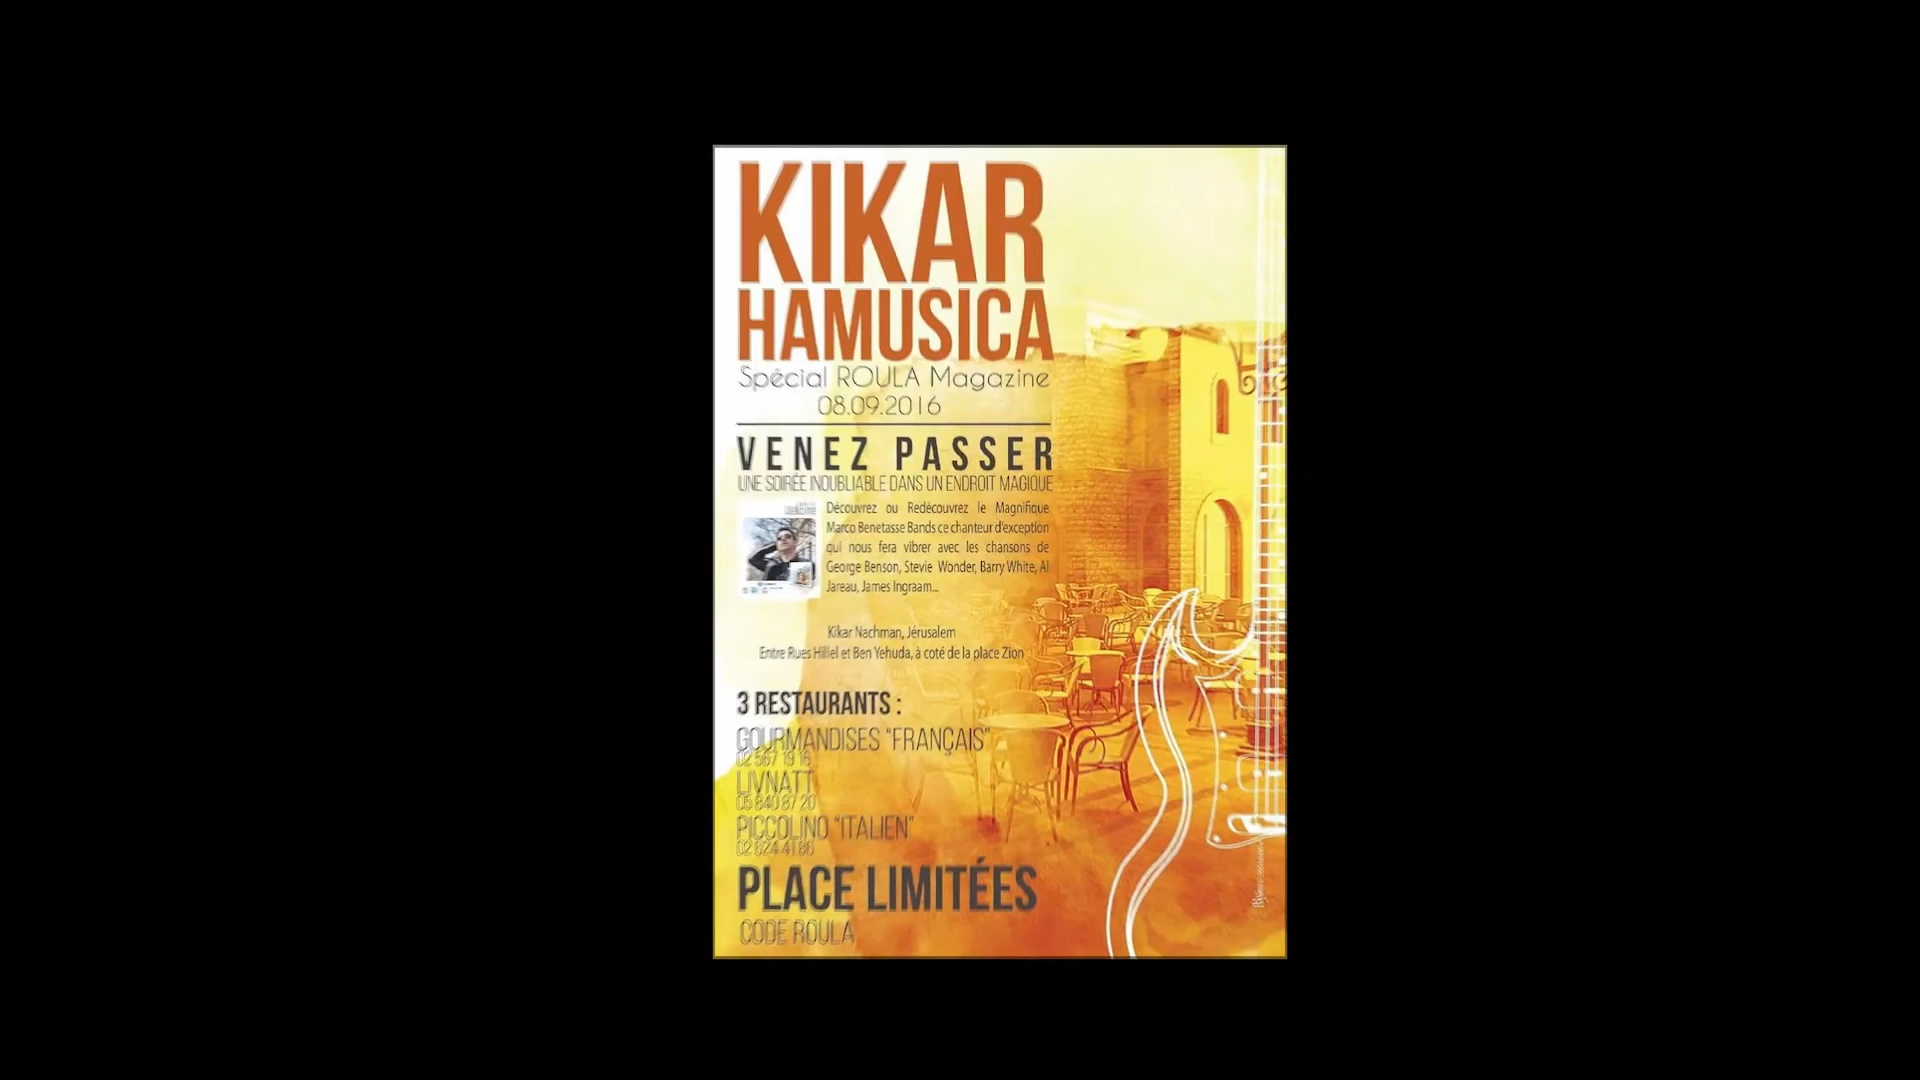 KIKAR
HAMUSICA
Spécial ROULA Magazine
08.09.2016
VENEZ PASSER
UNE SOIRÉE INOUBLIABLE DANS UN ENDROIT MAGIQUE
Découvrez ou Redécouvrez le Magnifique
Marco Benetasse Bands ce chanteur d'exception
qui nous fera vibrer avec les chansons de
George Benson, Stevie Wonder, Barry White, Al
Jareau, James Ingraam...
Kikar Nachman, Jérusalem
Entre Rues Hillel et Ben Yehuda, à coté de la place Zion
3 RESTAURANTS :
GOURMANDISES "FRANÇAIS"
02 567 19 16
LIVNATT
05 840 87 20
PICCOLINO "ITALIEN"
02 624 41 86
PLACE LIMITÉES
CODE ROULA